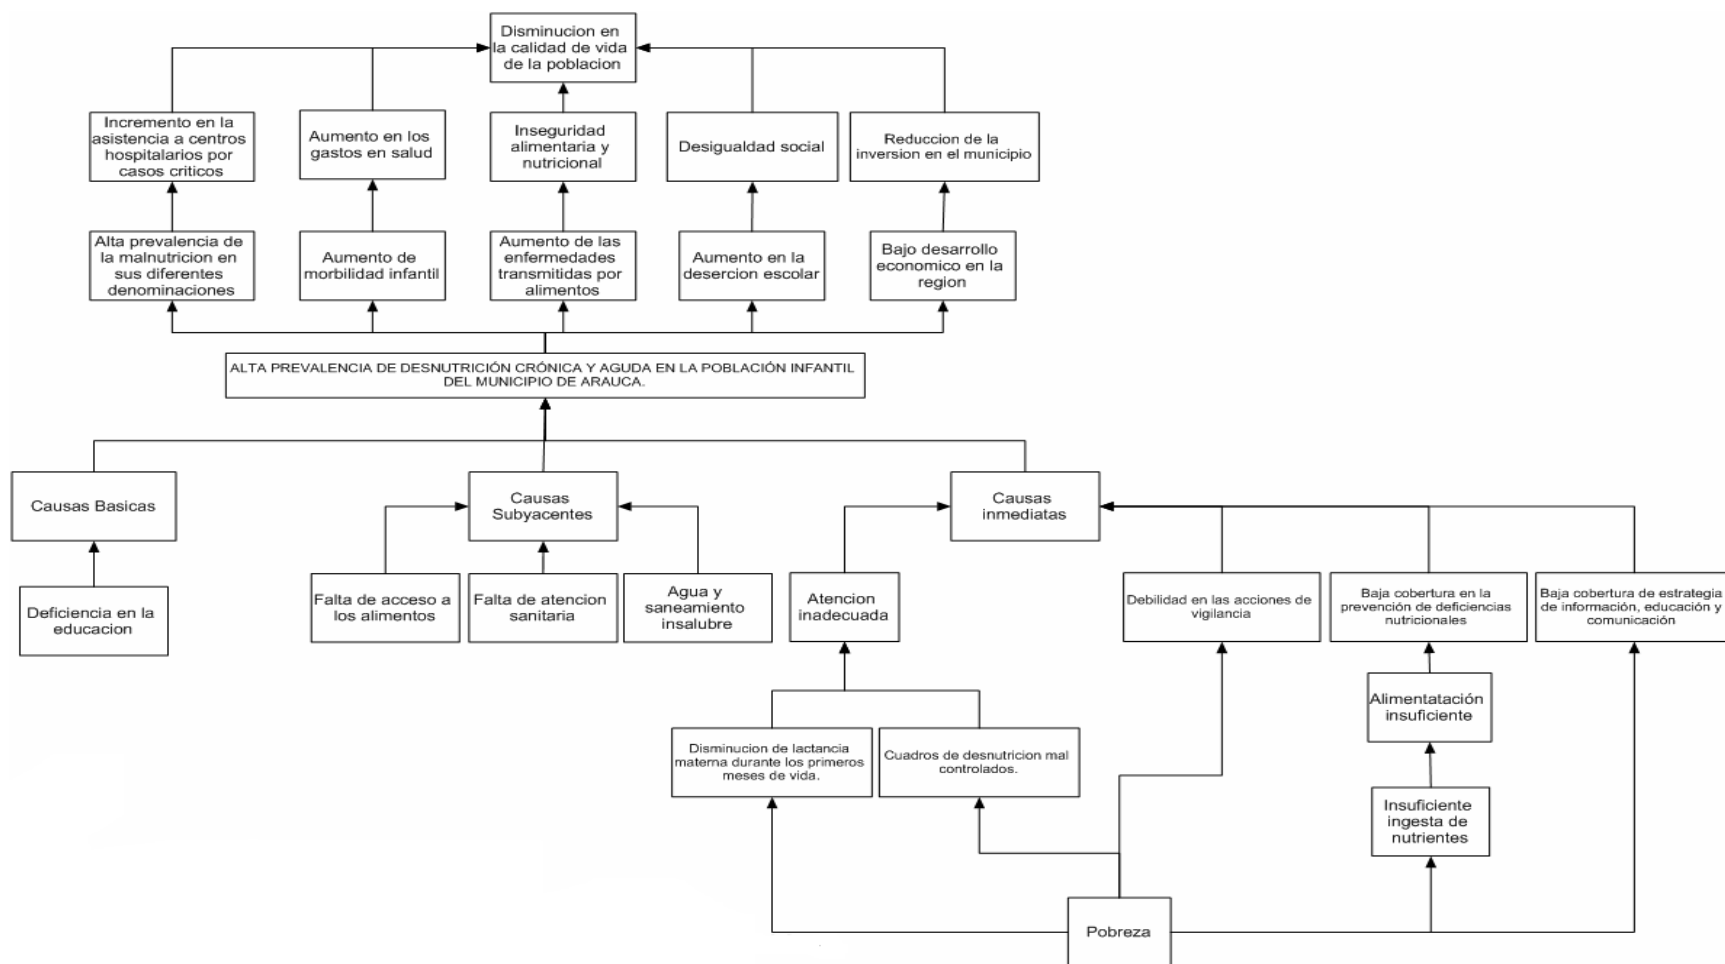 Disminucion en
la calidad de vida
de la poblacion
Incremento en la
asistencia a centros
hospitalarios por
casos criticos
Aumento en los
gastos en salud
Inseguridad
alimentaria y
nutricional
Desigualdad social
Reduccion de la
inversion en el municipio
Alta prevalencia de
la malnutricion en
sus diferentes
denominaciones
Aumento de
morbilidad infantil
Aumento de las
enfermedades
transmitidas por
alimentos
Aumento en la
desercion escolar
Bajo desarrollo
economico en la
region
ALTA PREVALENCIA DE DESNUTRICIÓN CRÓNICA Y AGUDA EN LA POBLACIÓN INFANTIL
DEL MUNICIPIO DE ARAUCA.
Causas Basicas
Causas
Subyacentes
Causas
inmediatas
Deficiencia en la
educacion
Falta de acceso a
los alimentos
Falta de atencion
sanitaria
Agua y
saneamiento
insalubre
Atencion
inadecuada
Debilidad en las acciones de
vigilancia
Baja cobertura en la
prevención de deficiencias
nutricionales
Baja cobertura de estrategia
de información, educación y
comunicación
Alimentatación
insuficiente
Disminucion de lactancia
materna durante los primeros
meses de vida.
Cuadros de desnutricion mal
controlados.
Insuficiente
ingesta de
nutrientes
Pobreza